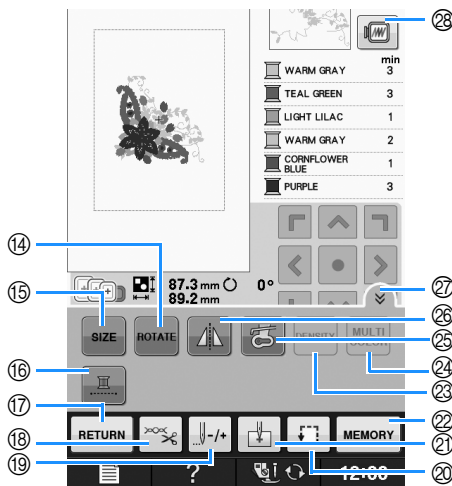 ㉘
min
WARM GRAY 3
TEAL GREEN 3
LIGHT LILAC 1
WARM GRAY 2
CORNFLOWER BLUE 1
PURPLE 3
⑭
⑮
87.3 mm 0°
89.2 mm
㉗
SIZE
ROTATE
DENSITY
MULTI COLOR
㉖
㉕
㉔
⑯
㉓
⑰
RETURN
-/+
MEMORY
㉒
⑱
㉑
⑲
⑳
?